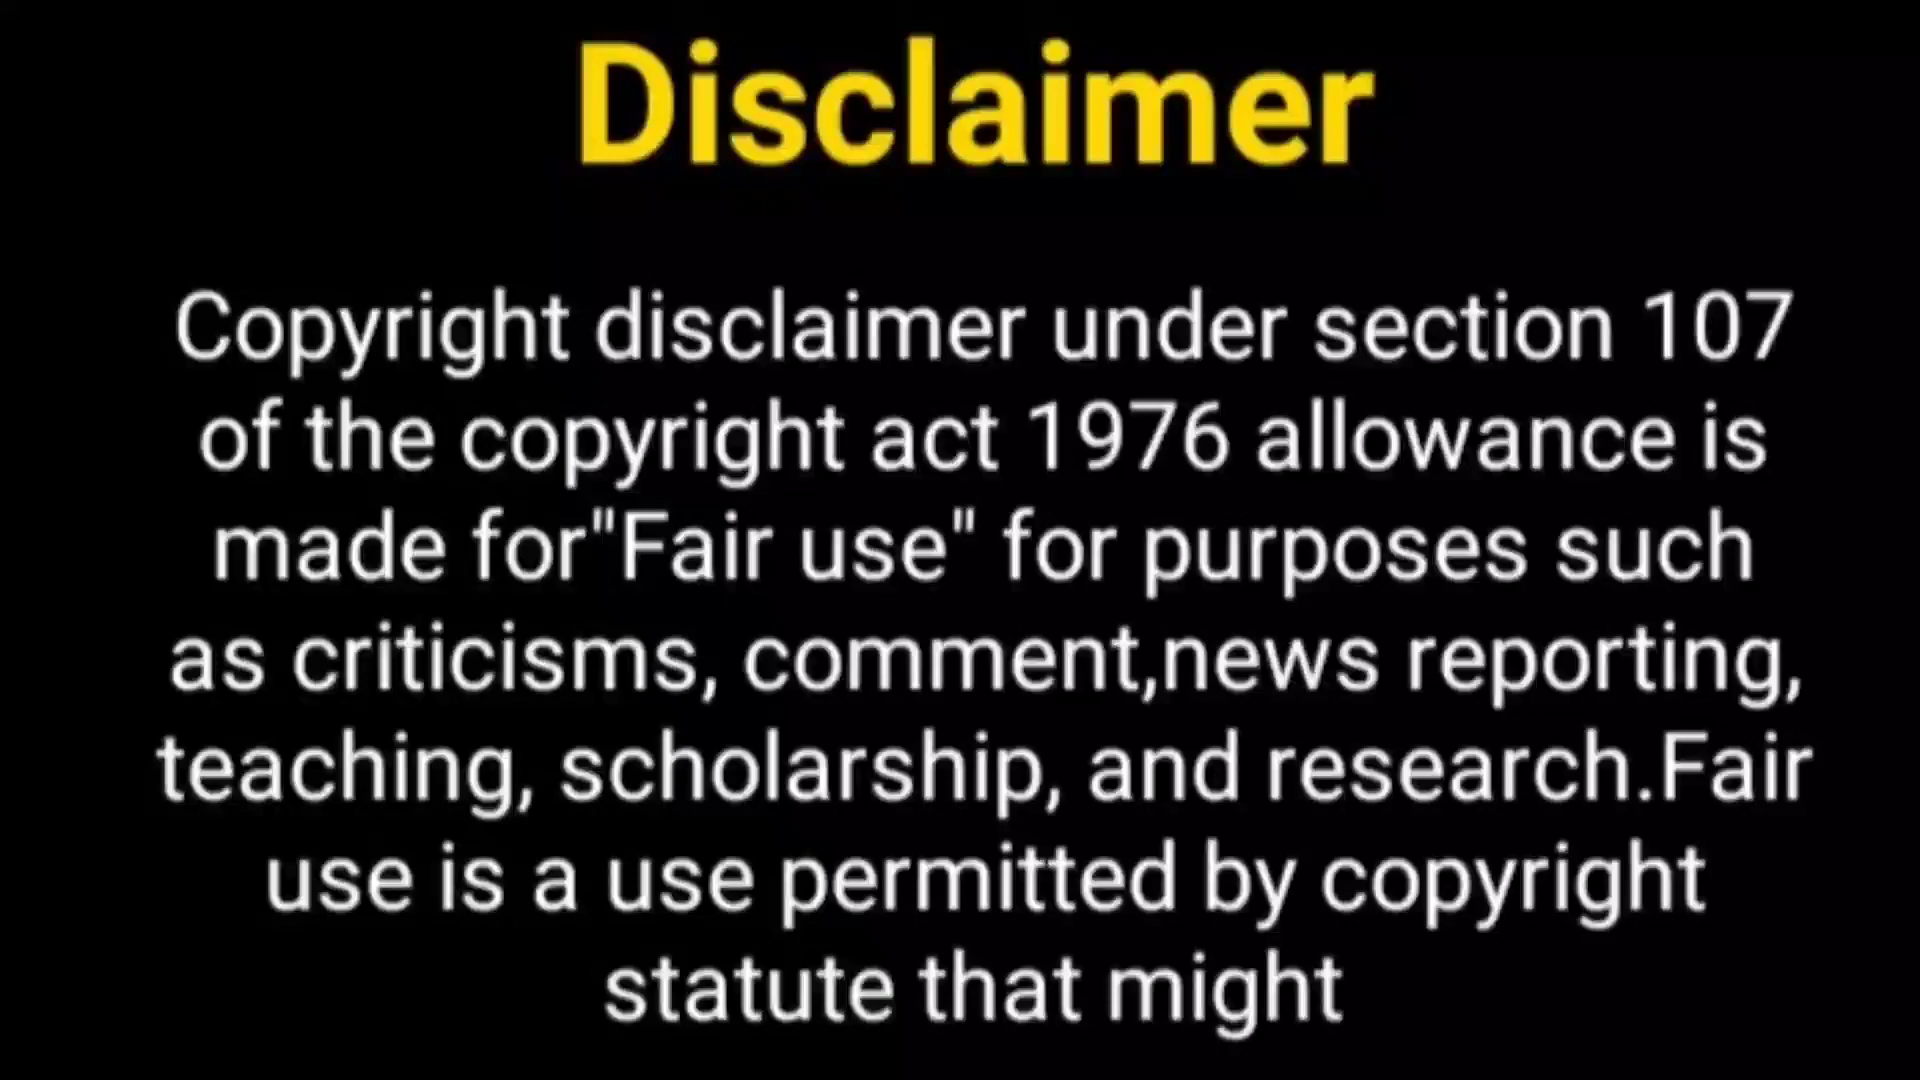 Disclaimer
Copyright disclaimer under section 107
of the copyright act 1976 allowance is
made for"Fair use" for purposes such
as criticisms, comment,news reporting,
teaching, scholarship, and research.Fair
use is a use permitted by copyright
statute that might